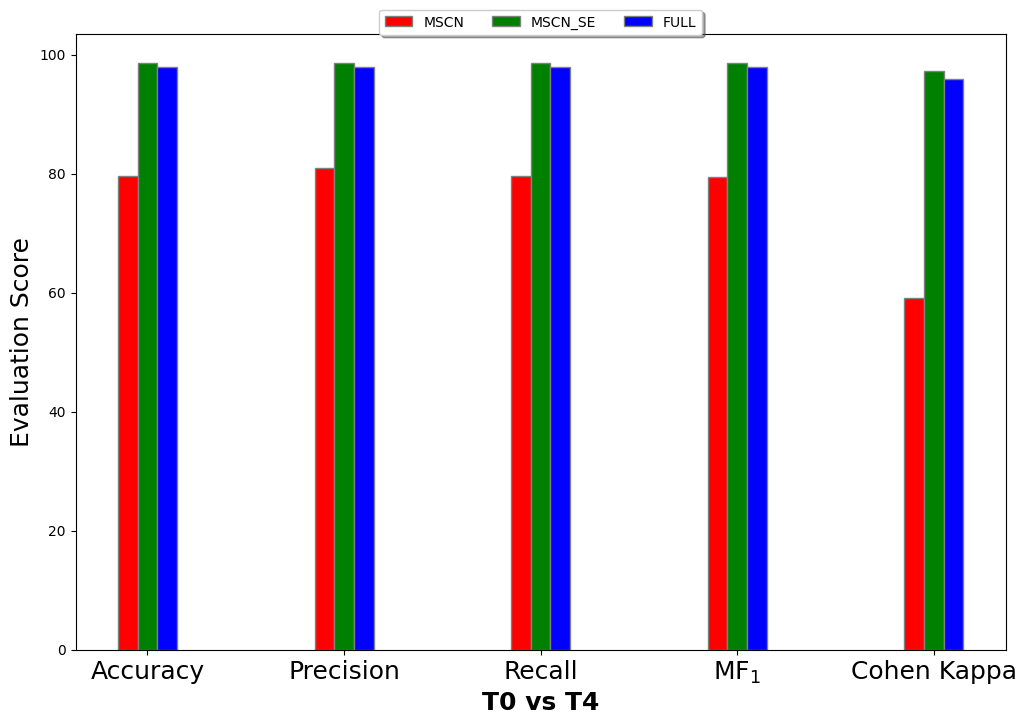 MSCN MSCN_SE FULL
100
80
60
40
20
0
Evaluation Score
Accuracy Precision Recall MF₁ Cohen Kappa
T0 vs T4